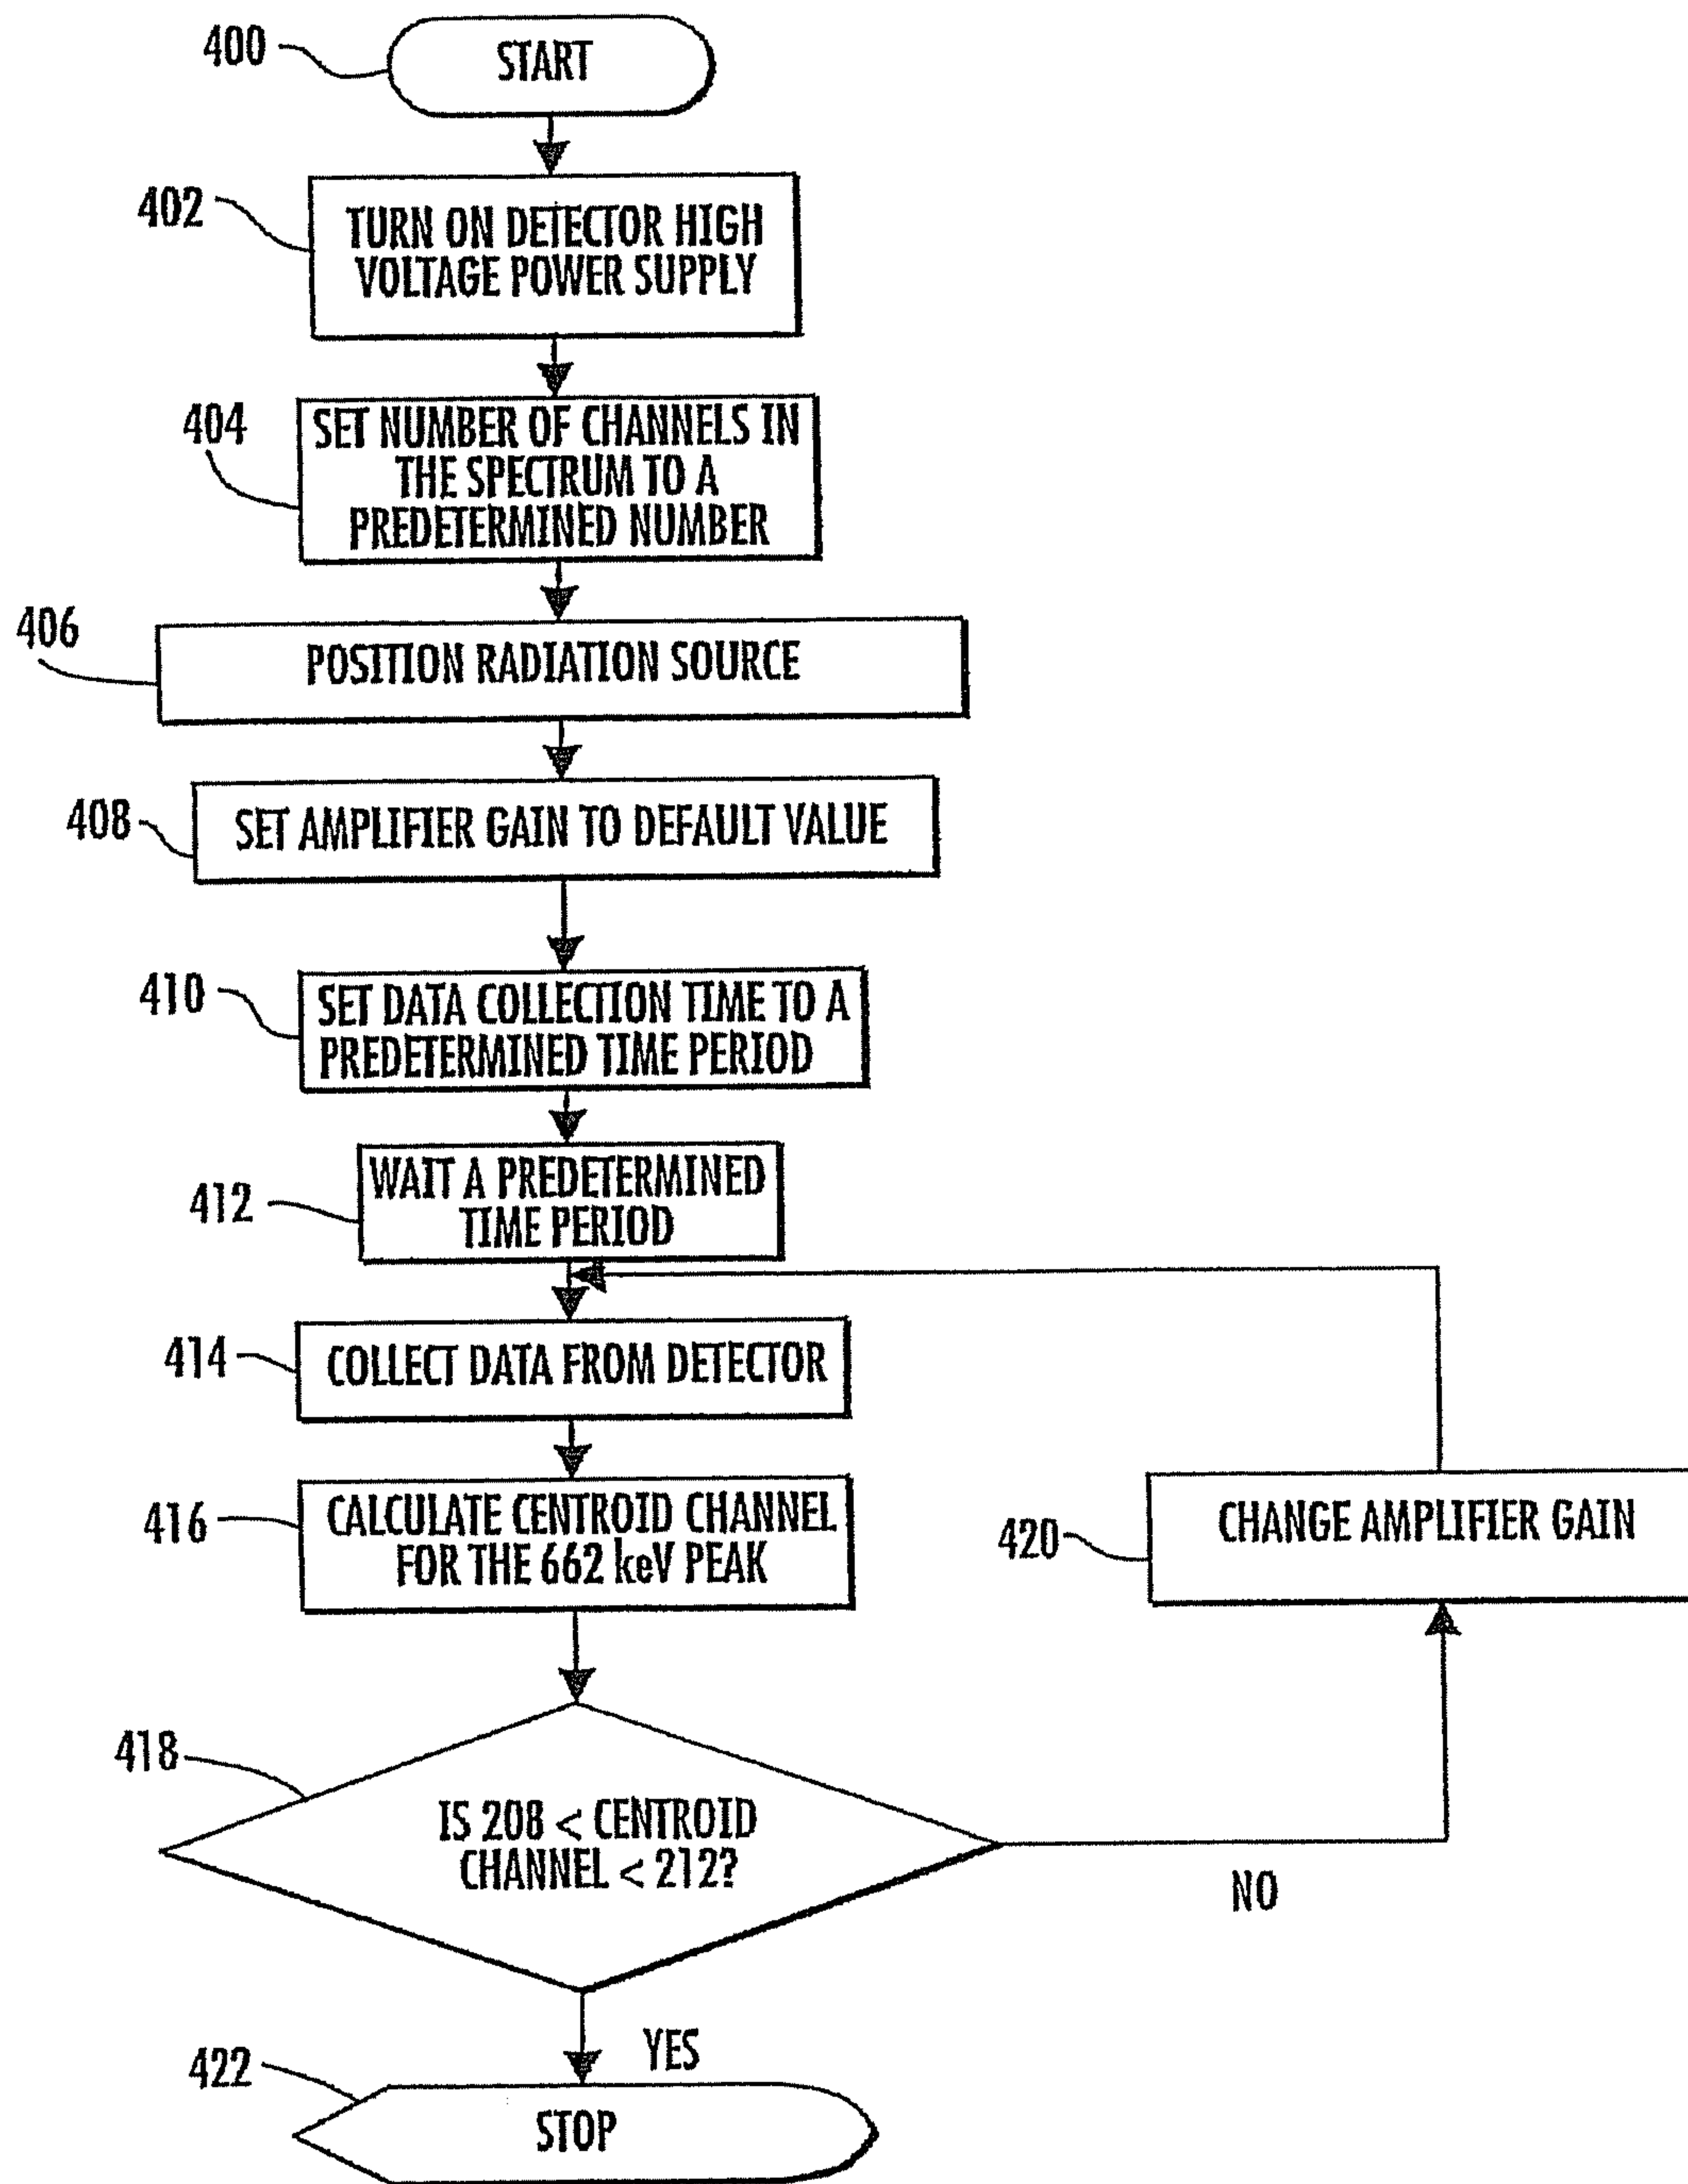 400
START
402
TURN ON DETECTOR HIGH
VOLTAGE POWER SUPPLY
404
SET NUMBER OF CHANNELS IN
THE SPECTRUM TO A
PREDETERMINED NUMBER
406
POSITION RADIATION SOURCE
408
SET AMPLIFIER GAIN TO DEFAULT VALUE
410
SET DATA COLLECTION TIME TO A
PREDETERMINED TIME PERIOD
412
WAIT A PREDETERMINED
TIME PERIOD
414
COLLECT DATA FROM DETECTOR
416
CALCULATE CENTROID CHANNEL
FOR THE 662 keV PEAK
420
CHANGE AMPLIFIER GAIN
418
IS 208 < CENTROID
CHANNEL < 212?
NO
YES
422
STOP